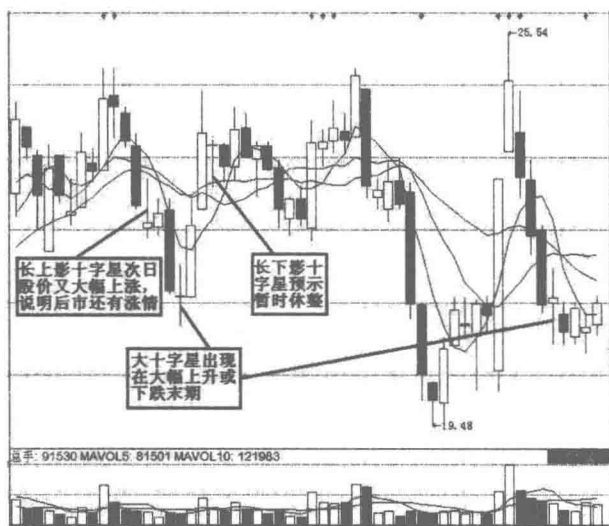 25.54
长上影十字星次日
股价又大幅上涨，
说明后市还有涨情
长下影十
字星预示
暂时休整
大十字星出现
在大幅上升或
下跌末期
19.48
总手: 91530 MAVOL5: 81501 MAVOL10: 121983